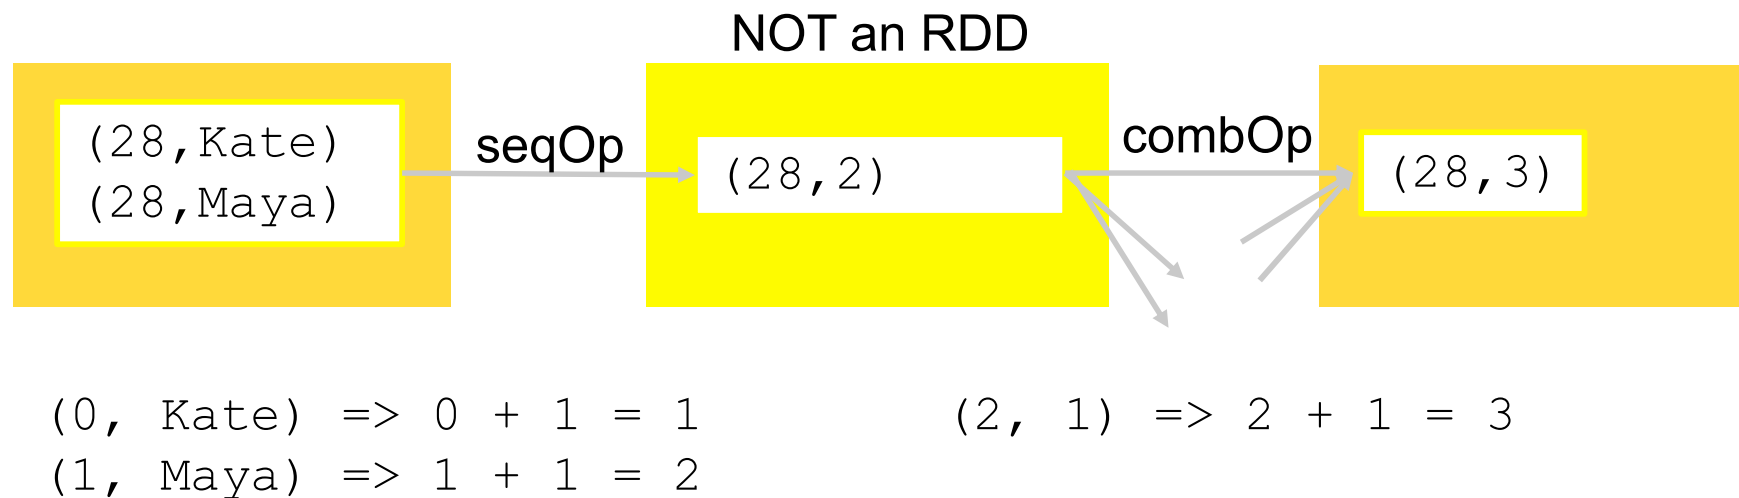 NOT an RDD
(28,Kate)
(28,Maya)
seqOp
(28,2)
combOp
(28,3)
(0, Kate) => 0 + 1 = 1
(1, Maya) => 1 + 1 = 2
(2, 1) => 2 + 1 = 3